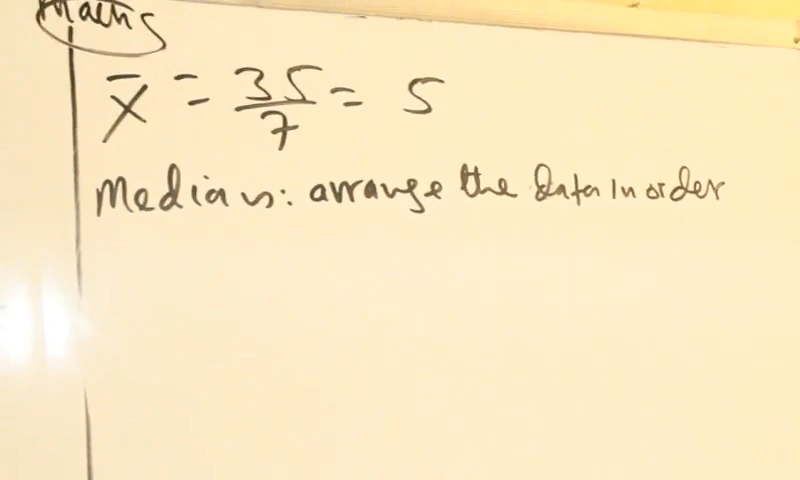 Maths
x̄ = 35/7 = 5
Median: arrange the data in order